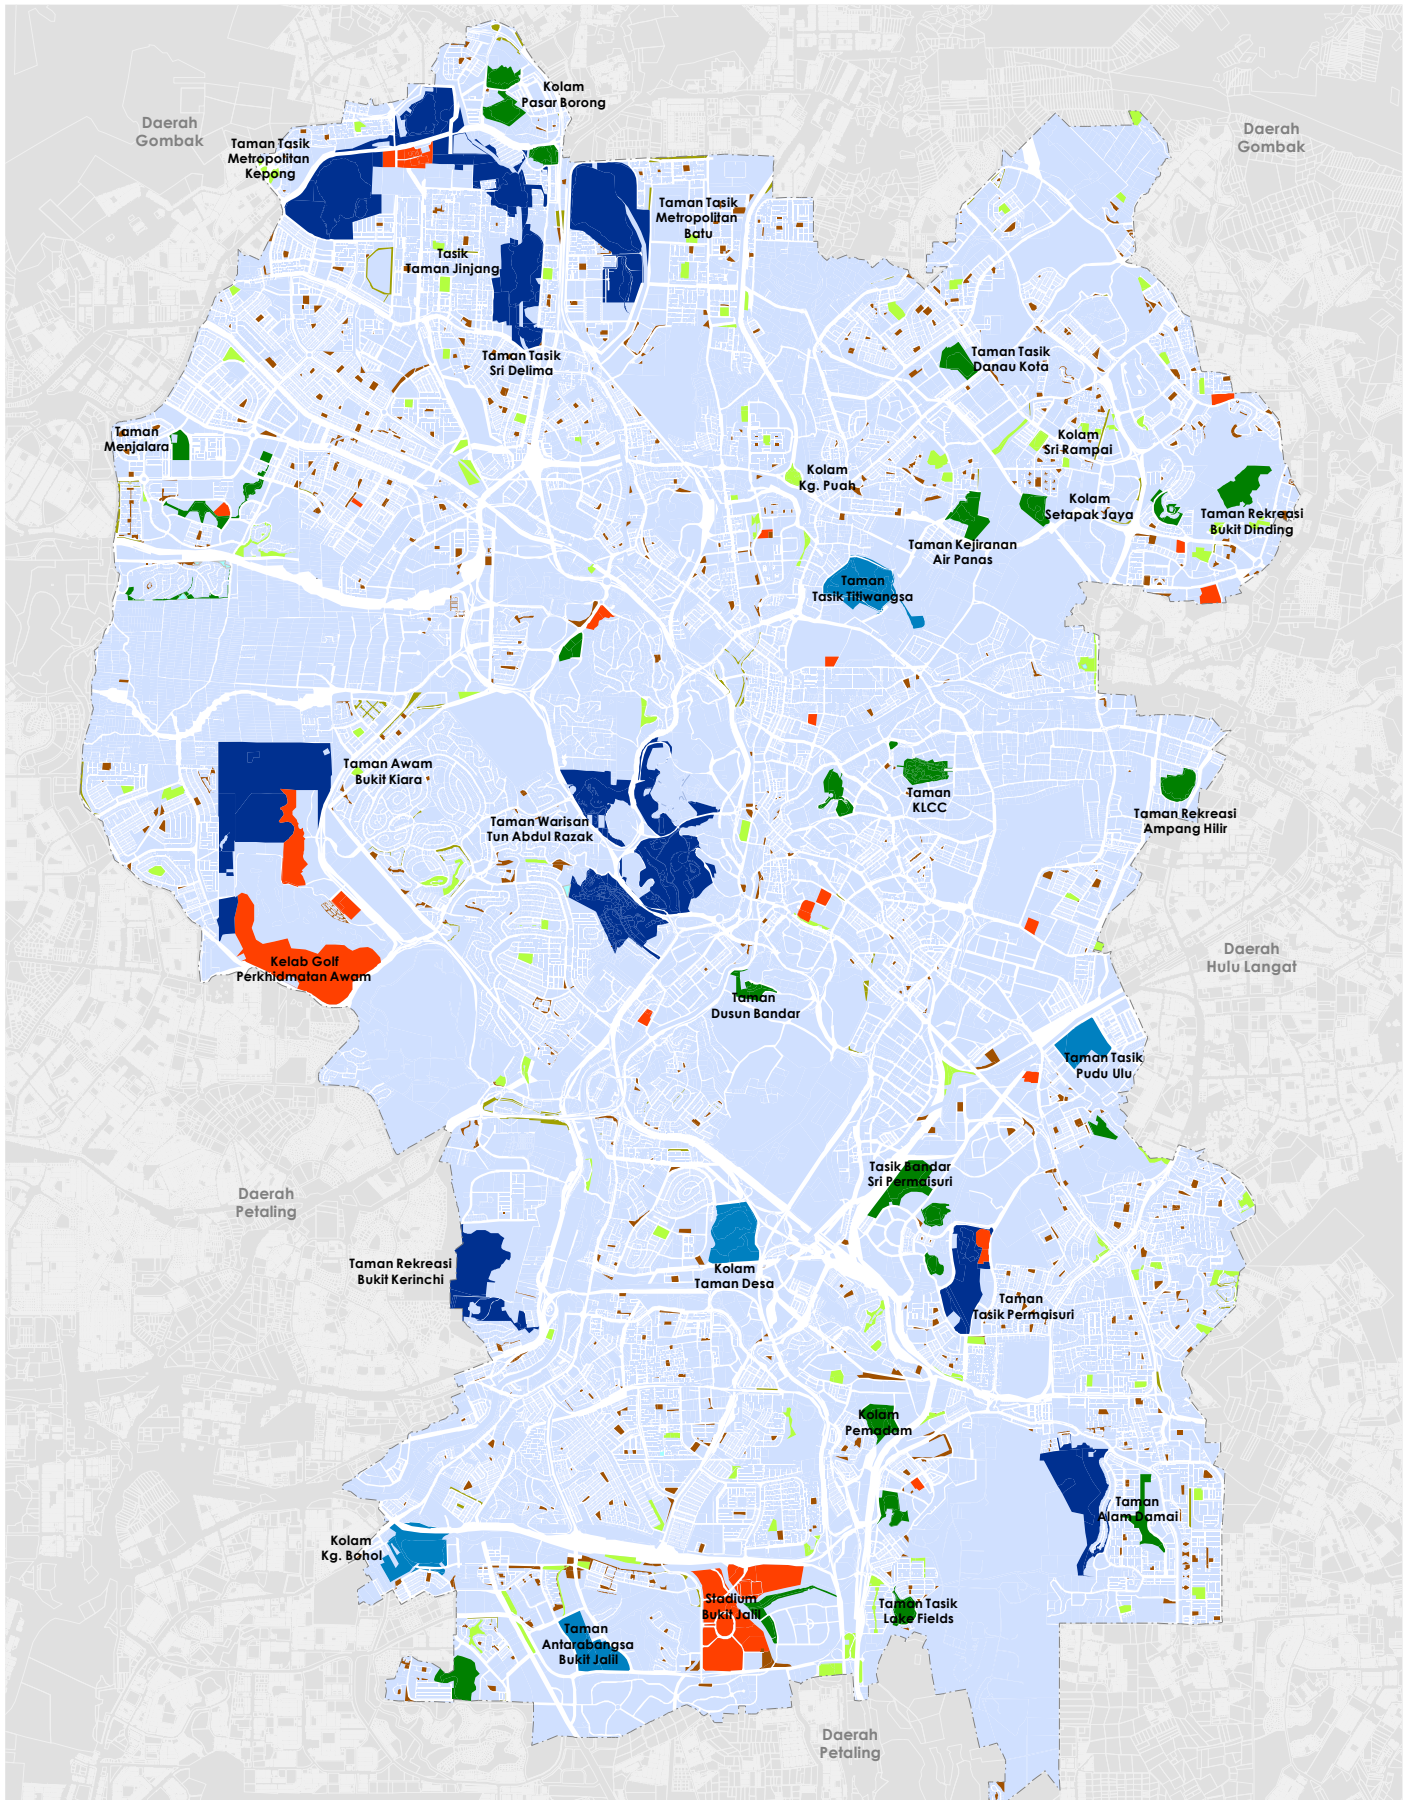 Kolam
Pasar Borong
Daerah
Gombak
Daerah
Gombak
Taman Tasik
Metropolitan
Kepong
Taman Tasik
Metropolitan
Batu
Tasik
Taman Jinjang
Taman Tasik
Sri Delima
Taman Tasik
Danau Kota
Taman
Menjalara
Kolam
Sri Rampai
Kolam
Kg. Puah
Kolam
Setapak Jaya
Taman Rekreasi
Bukit Dinding
Taman Kejiranan
Air Panas
Taman
Tasik Titiwangsa
Taman Awam
Bukit Kiara
Taman
KLCC
Taman Rekreasi
Ampang Hilir
Taman Warisan
Tun Abdul Razak
Kelab Golf
Perkhidmatan Awam
Daerah
Hulu Langat
Taman
Dusun Bandar
Taman Tasik
Pudu Ulu
Tasik Bandar
Sri Permaisuri
Daerah
Petaling
Taman Rekreasi
Bukit Kerinchi
Kolam
Taman Desa
Taman
Tasik Permaisuri
Kolam
Pemadam
Taman
Alam Damai
Kolam
Kg. Bohol
Stadium
Bukit Jalil
Taman Tasik
Lake Fields
Taman
Antarabangsa
Bukit Jalil
Daerah
Petaling